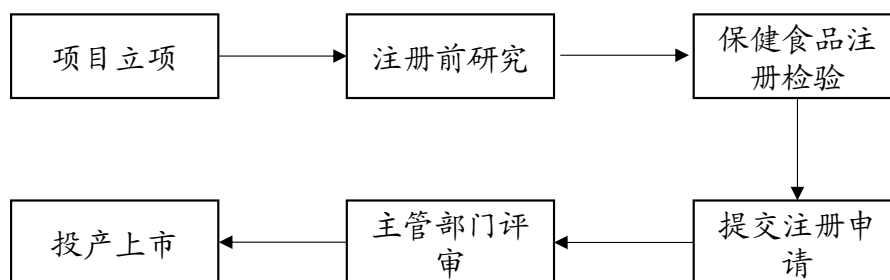 项目立项
注册前研究
保健食品注
册检验
提交注册申
请
主管部门评
审
投产上市